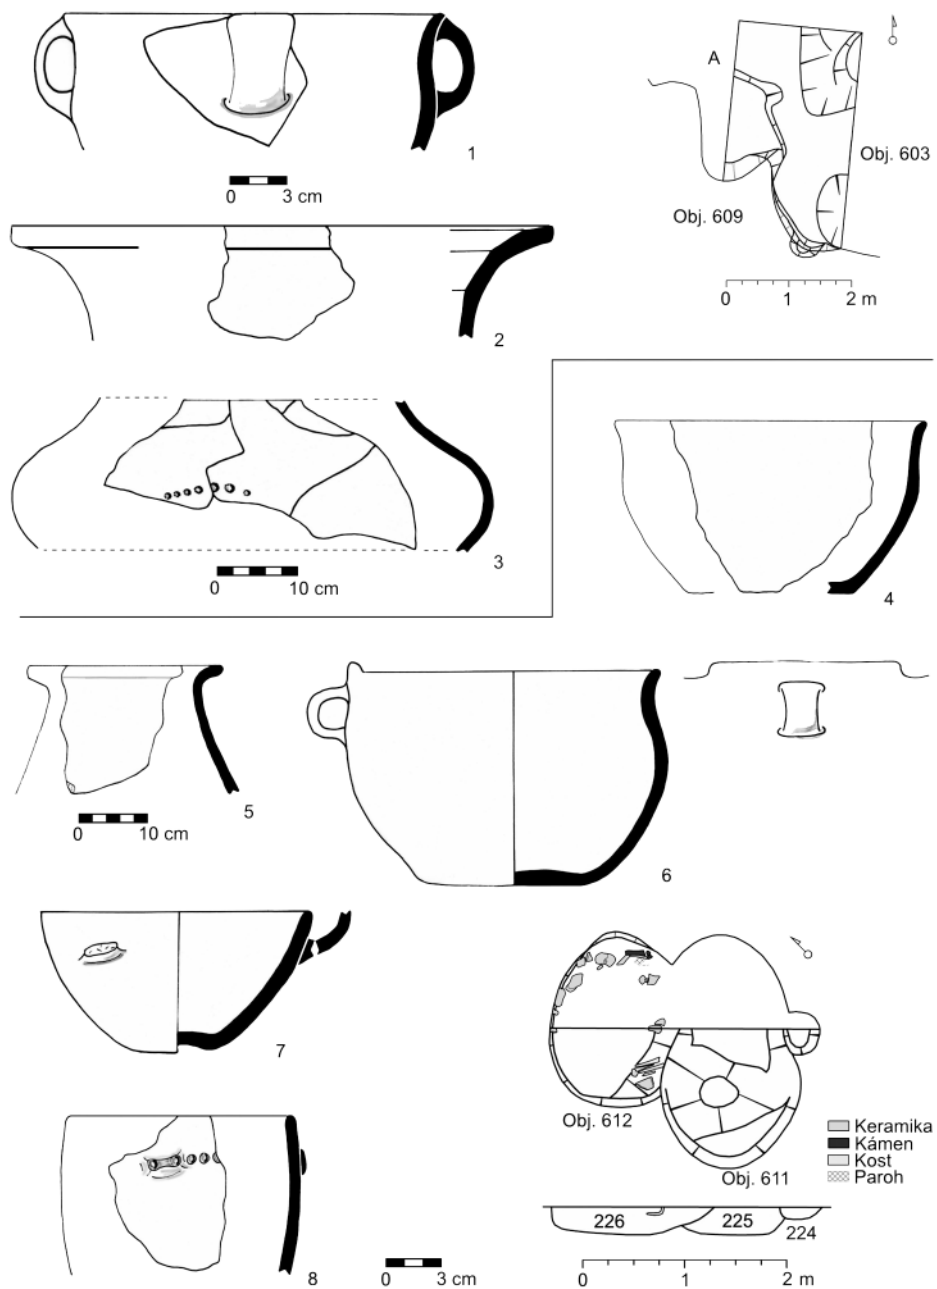 1
0 3 cm
A
Obj. 603
Obj. 609
0 1 2 m
2
3
0 10 cm
4
5
0 10 cm
6
7
Obj. 612
Obj. 611
Keramika
Kámen
Kost
Paroh
226 225 224
8
0 3 cm
0 1 2 m